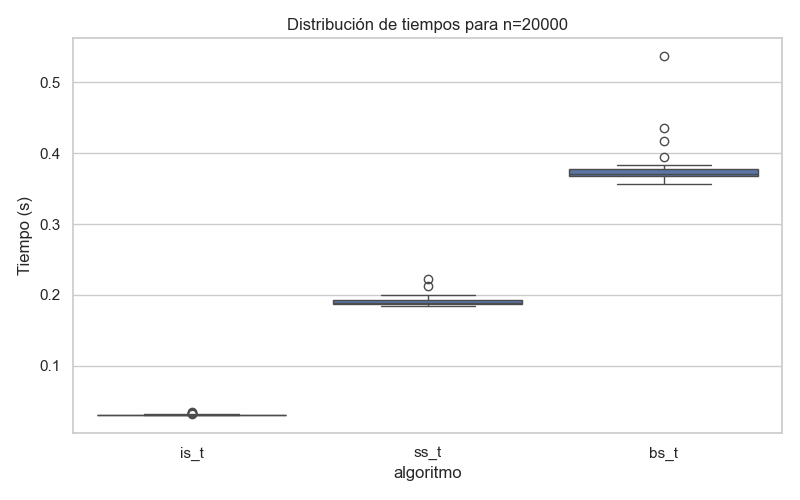 Distribución de tiempos para n=20000
Tiempo (s)
0.5
0.4
0.3
0.2
0.1
is_t
ss_t
bs_t
algoritmo